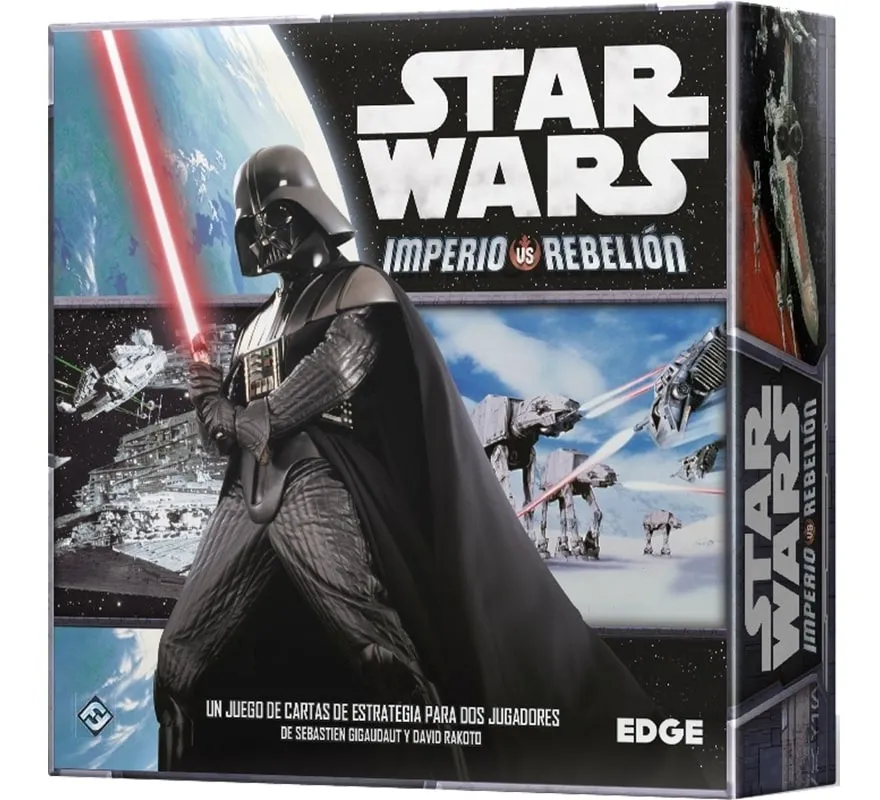 STAR
WARS
IMPERIO VS REBELIÓN
UN JUEGO DE CARTAS DE ESTRATEGIA PARA DOS JUGADORES
DE SEBASTIEN GIGAUDAUT Y DAVID RAKOTO
EDGE
STAR
WARS
IMPERIO VS REBELIÓN